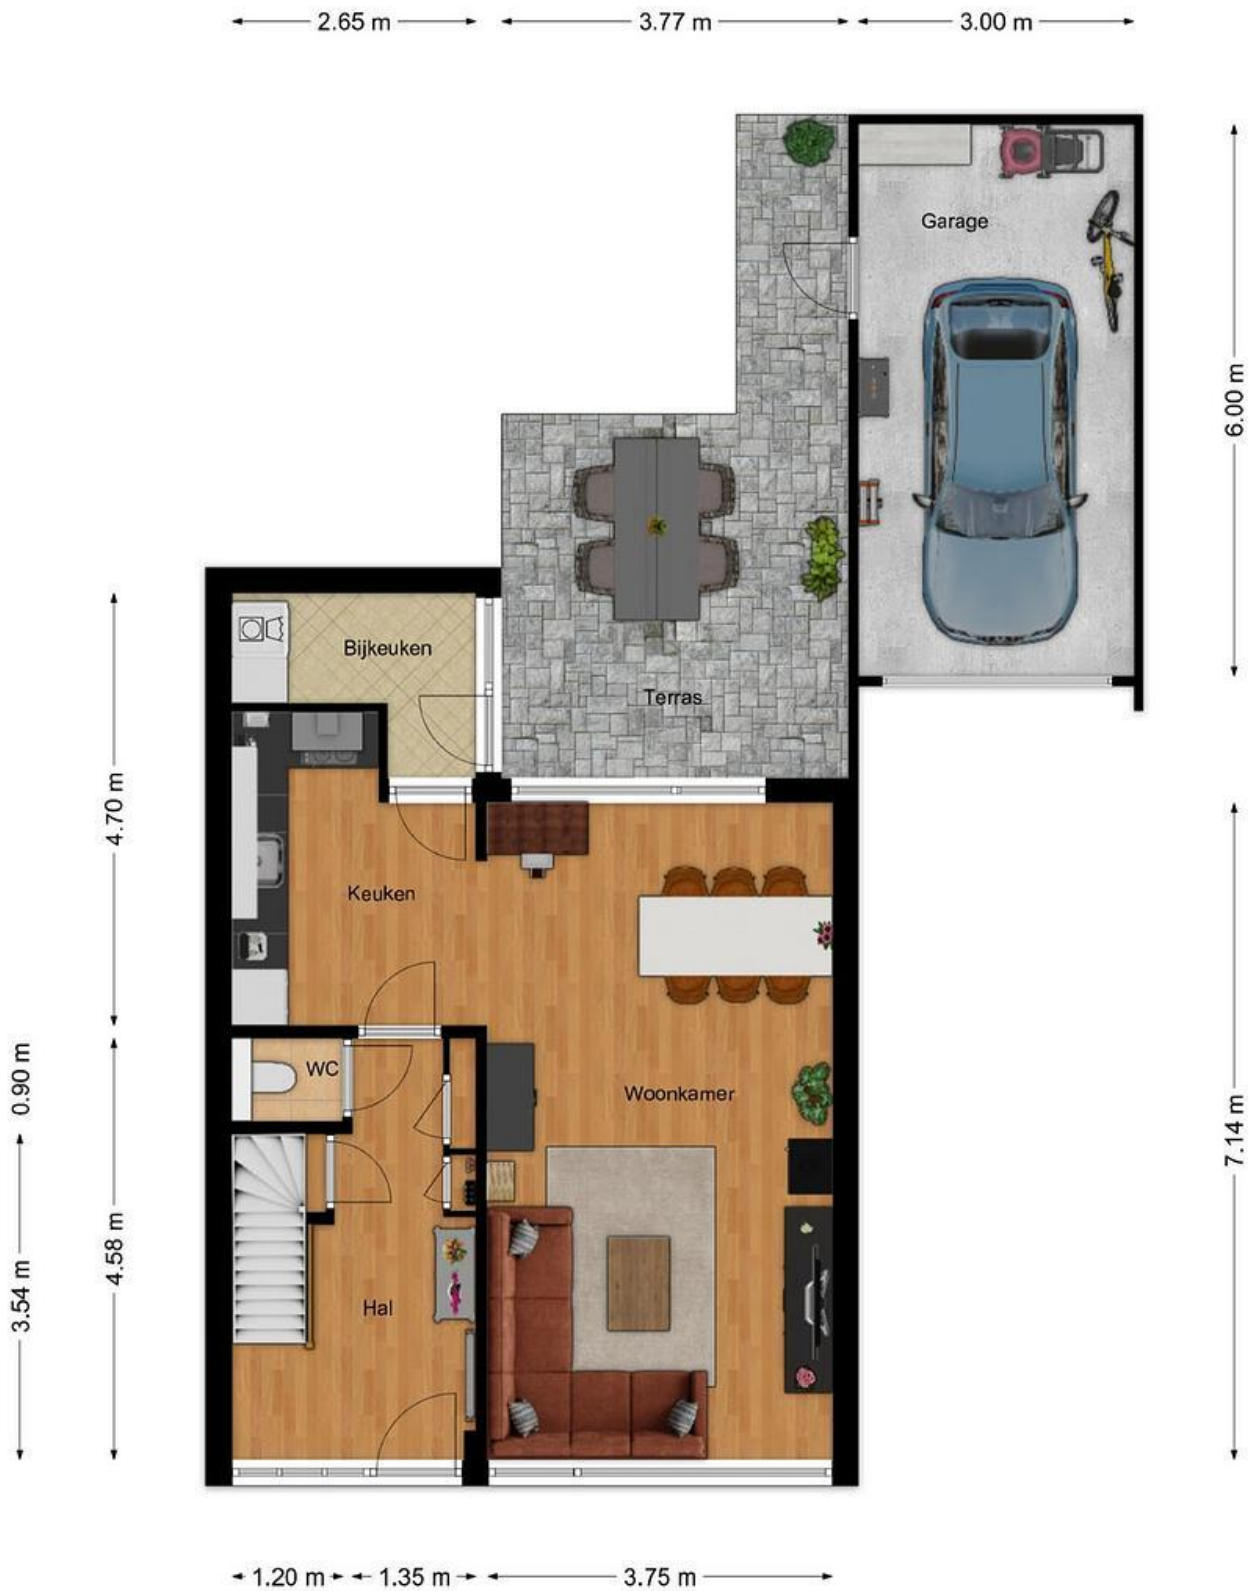 2.65 m
3.77 m
3.00 m
Garage
6.00 m
Bijkeuken
Terras
4.70 m
Keuken
0.90 m
WC
Woonkamer
7.14 m
4.58 m
3.54 m
Hal
1.20 m
1.35 m
3.75 m